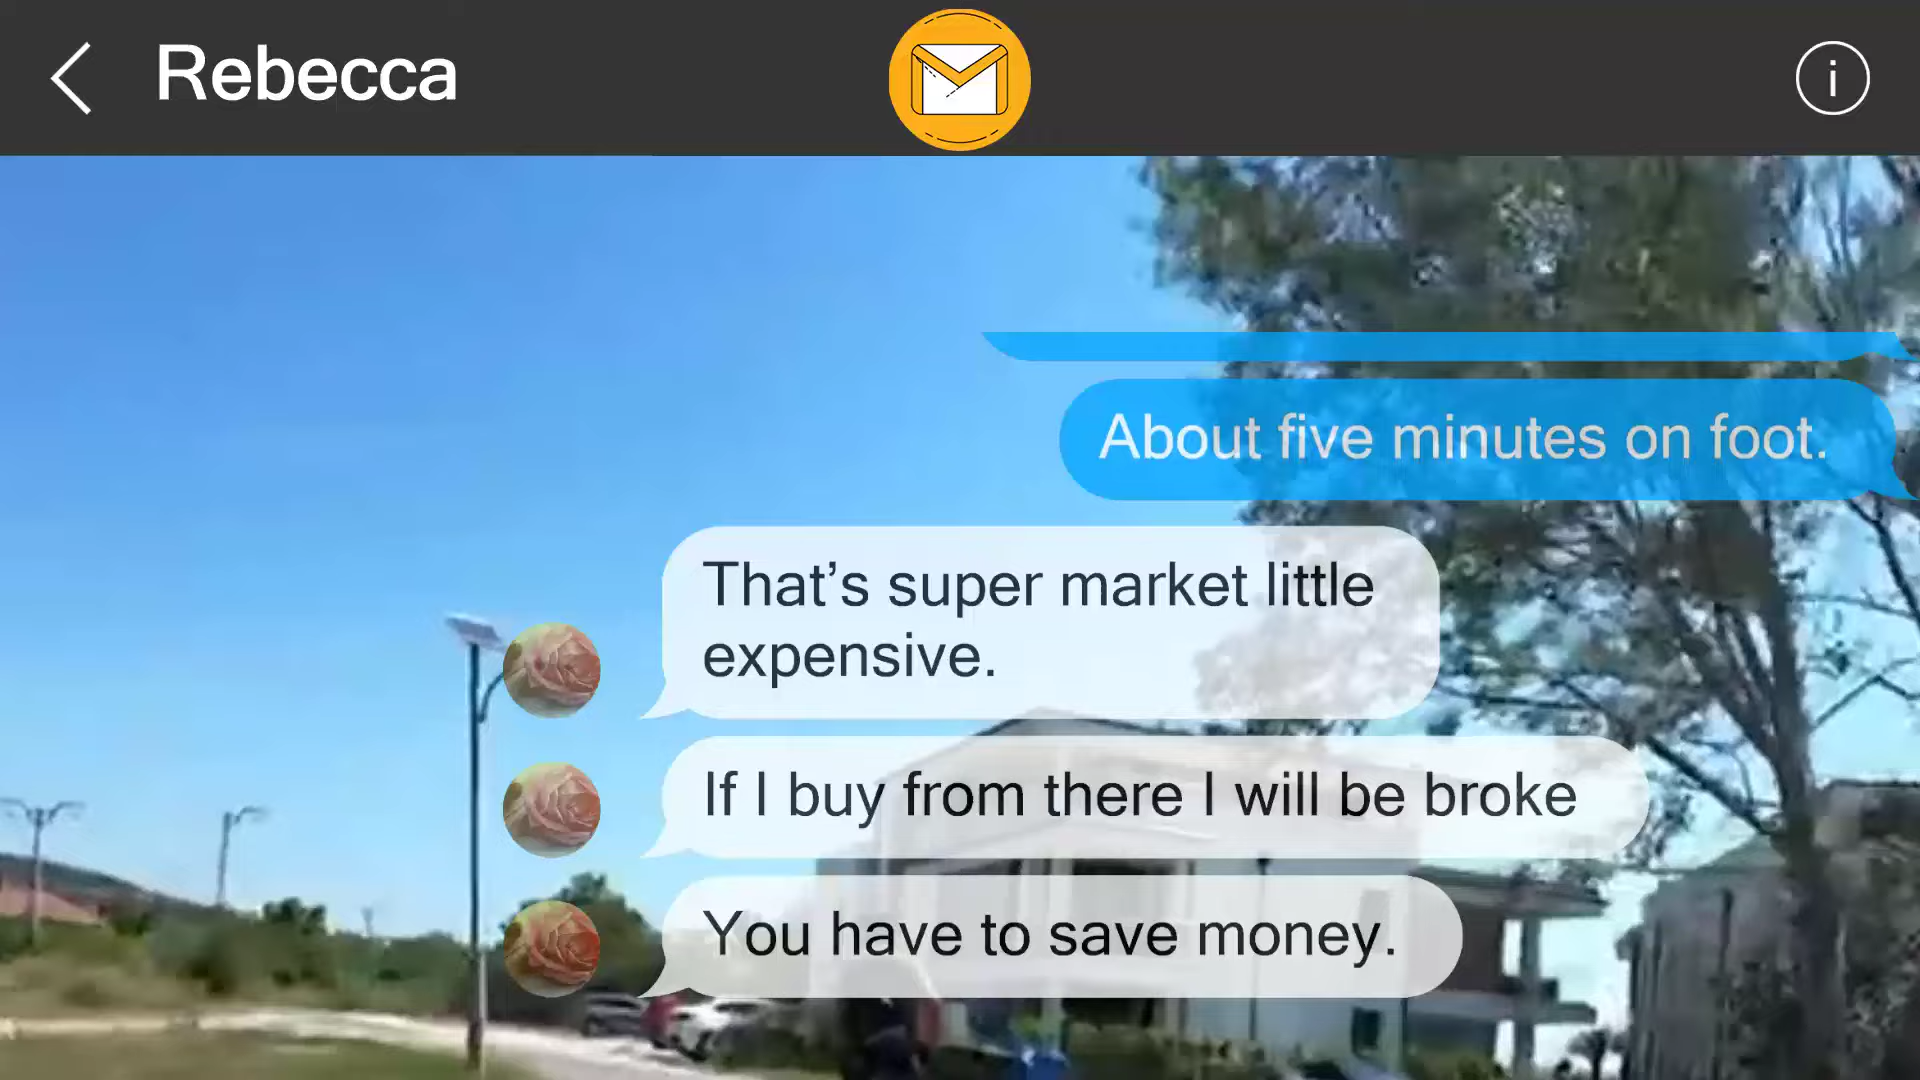 Rebecca
About five minutes on foot.
That’s super market little
expensive.
If I buy from there I will be broke
You have to save money.